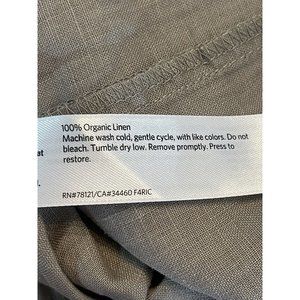 100% Organic Linen
Machine wash cold, gentle cycle, with like colors. Do not
at bleach. Tumble dry low. Remove promptly. Press to
restore.
RN#78121/CA#34460 F4RIC